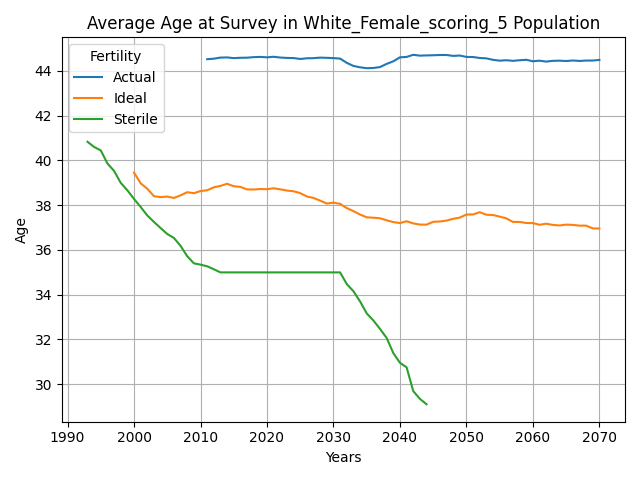 Average Age at Survey in White_Female_scoring_5 Population
Fertility
Actual
Ideal
Sterile
Age
44
42
40
38
36
34
32
30
1990 2000 2010 2020 2030 2040 2050 2060 2070
Years